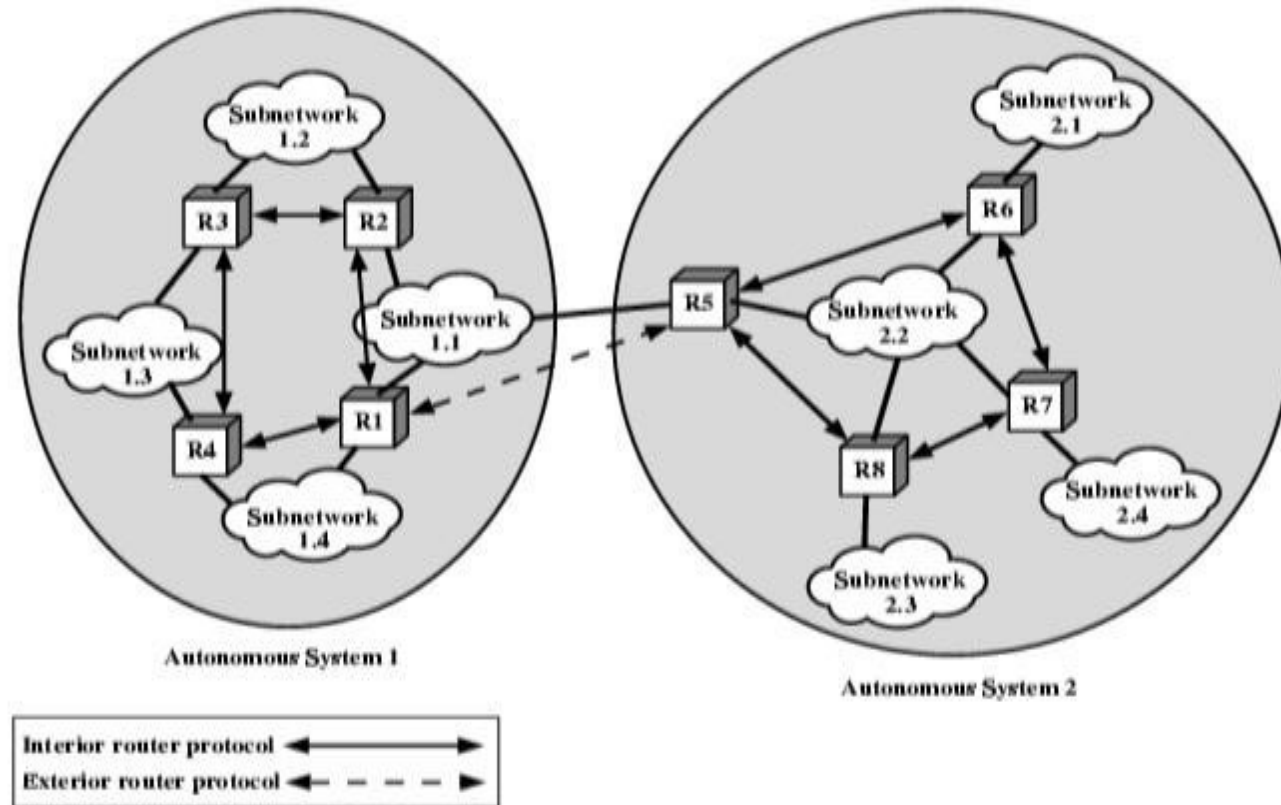 Subnetwork
1.2
R3
R2
Subnetwork
1.1
Subnetwork
1.3
R4
R1
Subnetwork
1.4
Autonomous System 1
Subnetwork
2.1
R6
R5
Subnetwork
2.2
R7
R8
Subnetwork
2.4
Subnetwork
2.3
Autonomous System 2
Interior router protocol
Exterior router protocol